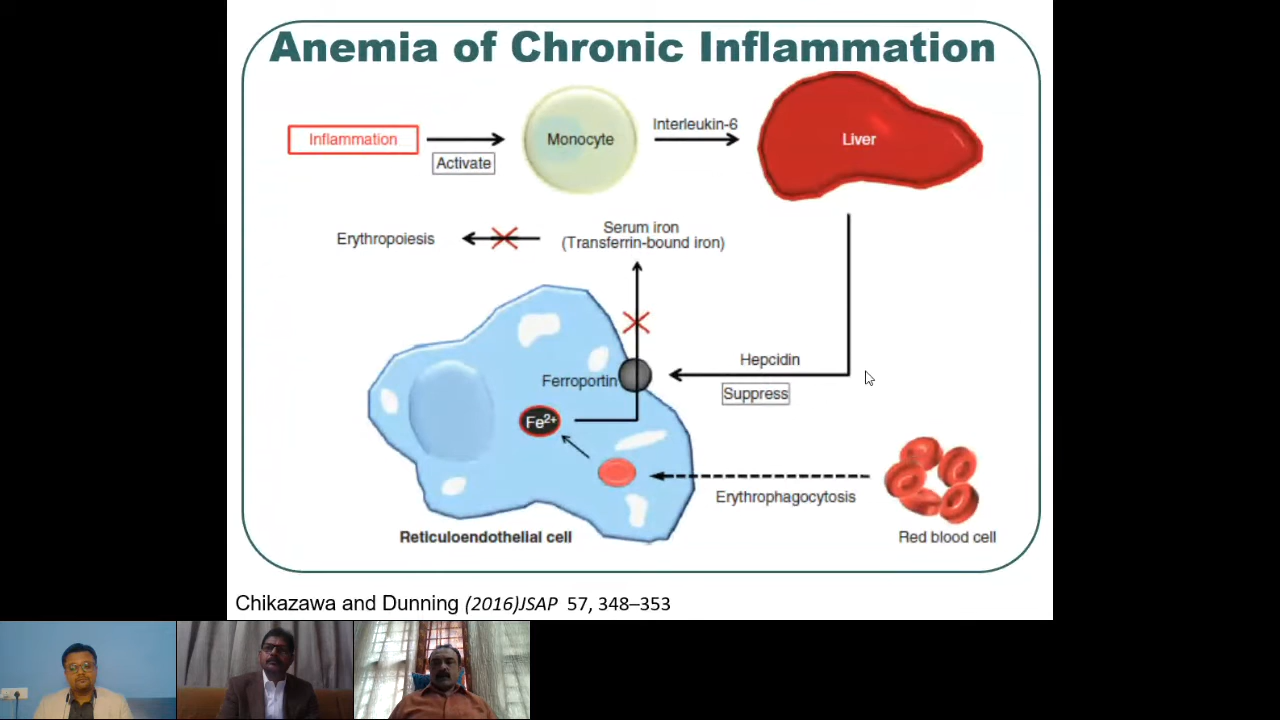 Anemia of Chronic Inflammation
Inflammation
Activate
Monocyte
Interleukin-6
Liver
Erythropoiesis
Serum iron
(Transferrin-bound iron)
Hepcidin
Suppress
Ferroportin
Fe2+
Erythrophagocytosis
Reticuloendothelial cell
Red blood cell
Chikazawa and Dunning (2016)JSAP 57, 348–353